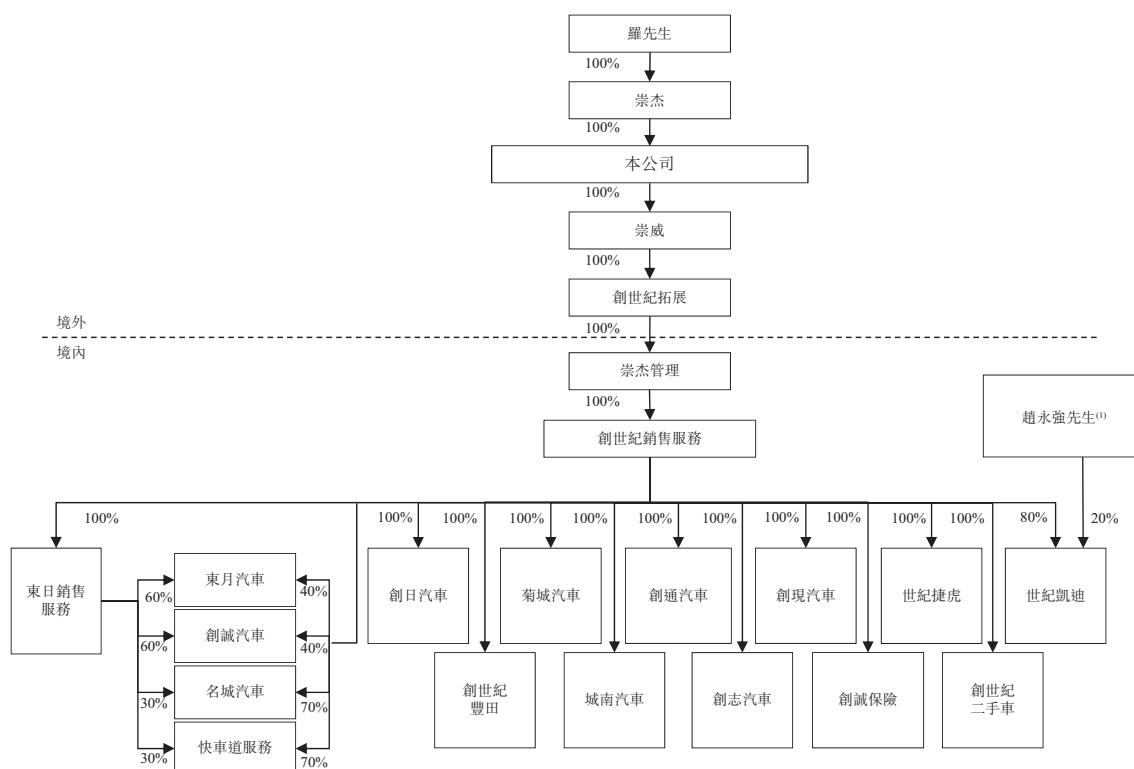 羅先生
100%
崇杰
100%
本公司
100%
崇威
100%
創世紀拓展
境外
100%
境內
崇杰管理
100%
趙永強先生(1)
創世紀銷售服務
100%
100%
100%
100%
100%
100%
100%
100%
100%
100%
100%
80%
20%
東日銷售
服務
東月汽車
60%
40%
創日汽車
菊城汽車
創通汽車
創現汽車
世紀捷虎
世紀凱迪
創誠汽車
60%
40%
名城汽車
30%
70%
創世紀
豐田
城南汽車
創志汽車
創誠保險
創世紀
二手車
快車道服務
30%
70%